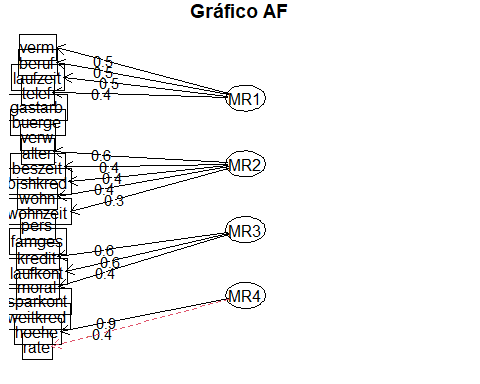 Gráfico AF
verm
beruf
laufzeit
telef
gastarb
buerge
verw
alter
beszeit
bishkred
wohn
wohnzeit
pers
famges
kredit
laufkont
moral
sparkont
weitkred
hoehe
rate
0.5
0.5
0.5
0.4
0.6
0.4
0.4
0.4
0.3
0.6
0.6
0.4
0.9
0.4
MR1
MR2
MR3
MR4